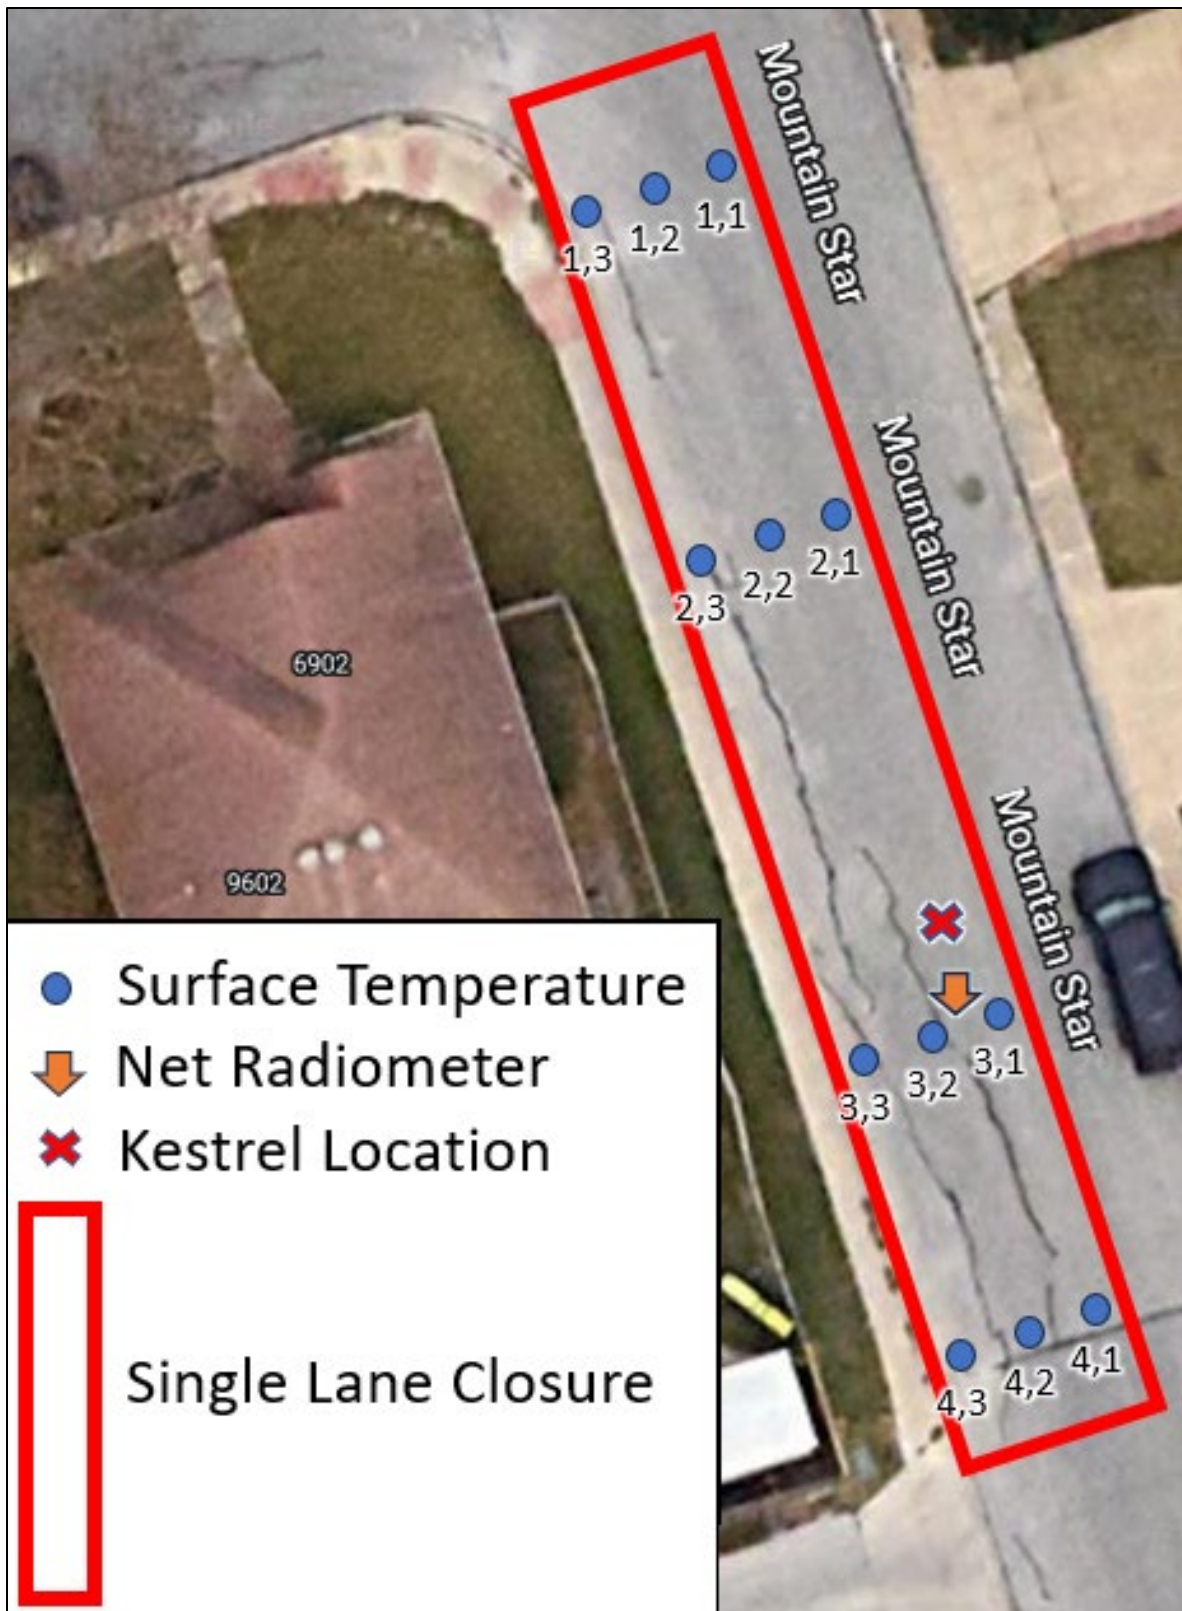 Mountain Star
1,1
1,2
1,3
Mountain Star
2,1
2,2
2,3
6902
Mountain Star
9602
Surface Temperature
Net Radiometer
Kestrel Location
Single Lane Closure
3,1
3,2
3,3
4,1
4,2
4,3